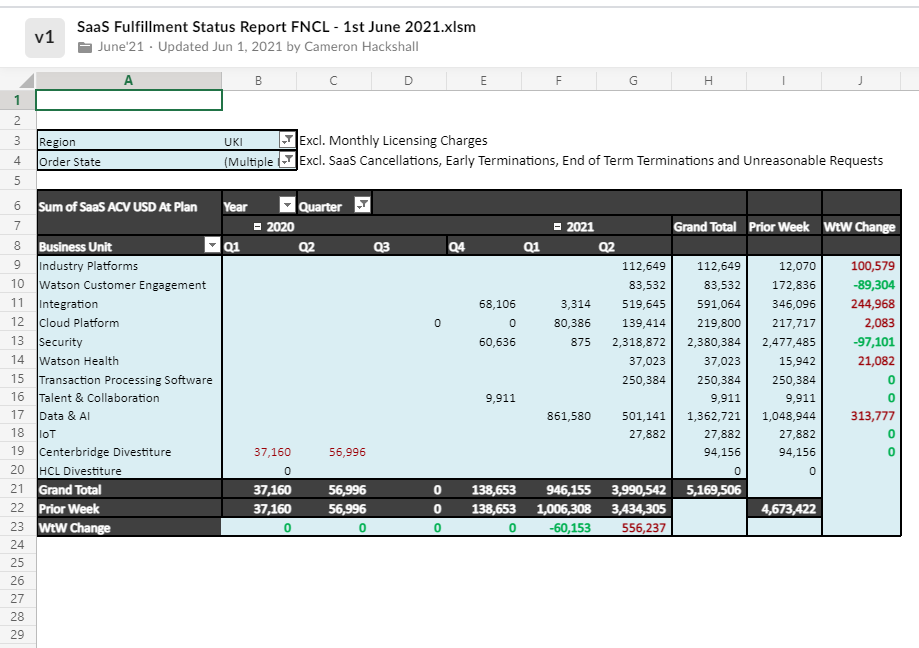 v1
SaaS Fulfillment Status Report FNCL - 1st June 2021.xlsm
June'21 · Updated Jun 1, 2021 by Cameron Hackshall
A B C D E F G H I J
1
2
3 Region UKI Excl. Monthly Licensing Charges
4 Order State (Multiple Excl. SaaS Cancellations, Early Terminations, End of Term Terminations and Unreasonable Requests
5
6 Sum of SaaS ACV USD At Plan Year Quarter
7 2020 2021 Grand Total Prior Week WtW Change
8 Business Unit Q1 Q2 Q3 Q4 Q1 Q2
9 Industry Platforms 112,649 112,649 12,070 100,579
10 Watson Customer Engagement 83,532 83,532 172,836 -89,304
11 Integration 68,106 3,314 519,645 591,064 346,096 244,968
12 Cloud Platform 0 0 80,386 139,414 219,800 217,717 2,083
13 Security 60,636 875 2,318,872 2,380,384 2,477,485 -97,101
14 Watson Health 37,023 37,023 15,942 21,082
15 Transaction Processing Software 250,384 250,384 250,384 0
16 Talent & Collaboration 9,911 9,911 9,911 0
17 Data & AI 861,580 501,141 1,362,721 1,048,944 313,777
18 IoT 27,882 27,882 27,882 0
19 Centerbridge Divestiture 37,160 56,996 94,156 94,156 0
20 HCL Divestiture 0 0 0
21 Grand Total 37,160 56,996 0 138,653 946,155 3,990,542 5,169,506
22 Prior Week 37,160 56,996 0 138,653 1,006,308 3,434,305 4,673,422
23 WtW Change 0 0 0 0 -60,153 556,237
24
25
26
27
28
29